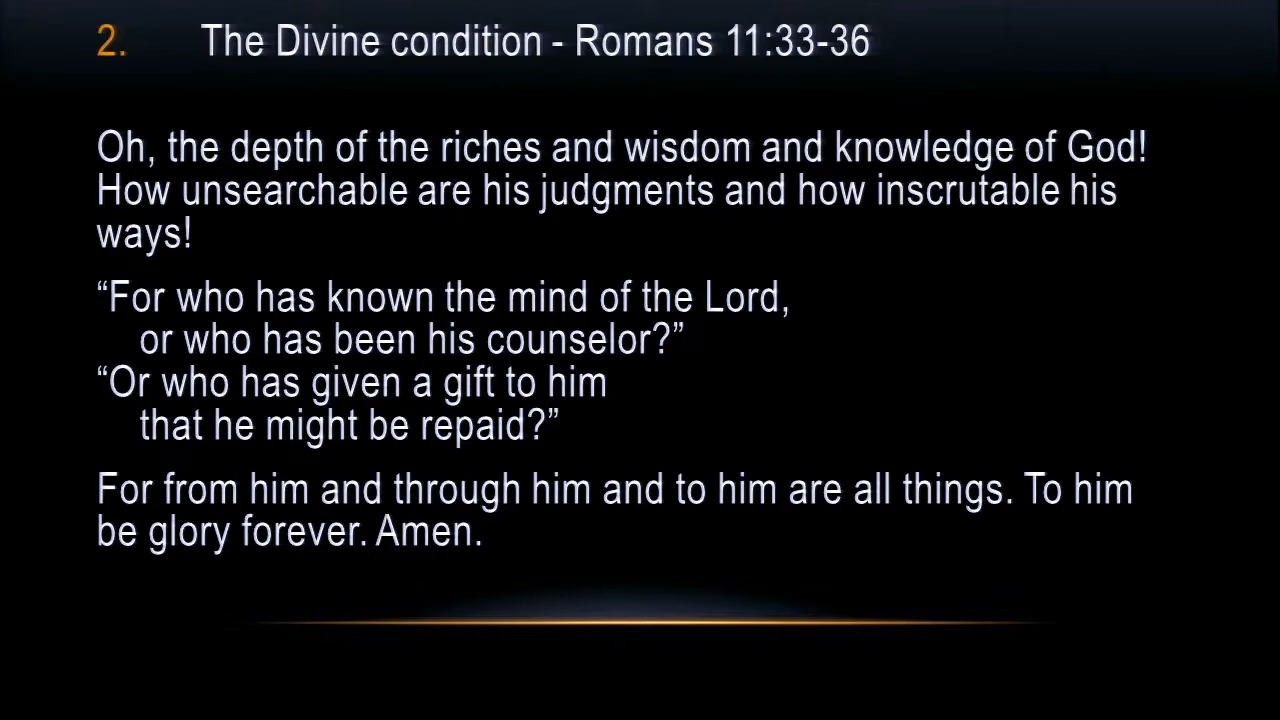 2. The Divine condition - Romans 11:33-36
Oh, the depth of the riches and wisdom and knowledge of God!
How unsearchable are his judgments and how inscrutable his
ways!
“For who has known the mind of the Lord,
or who has been his counselor?”
“Or who has given a gift to him
that he might be repaid?”
For from him and through him and to him are all things. To him
be glory forever. Amen.